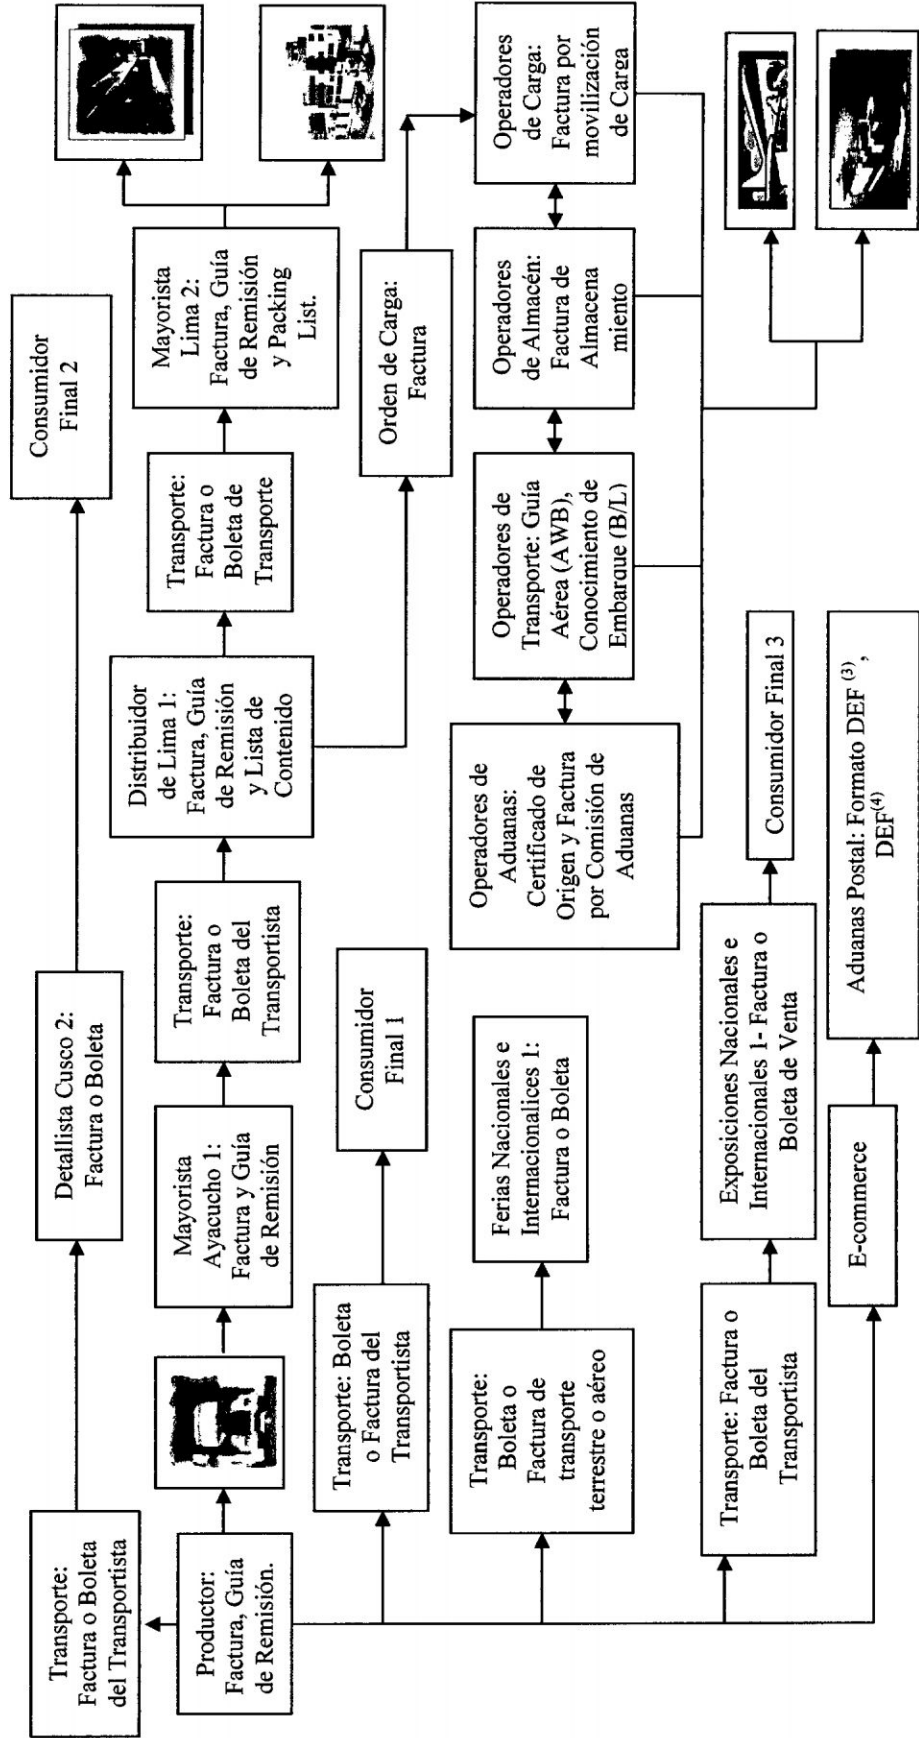 Transporte:
Factura o Boleta
del Transportista
Detallista Cusco 2:
Factura o Boleta
Consumidor
Final 2
Productor:
Factura, Guía
de Remisión.
Mayorista
Ayacucho 1:
Factura y Guía
de Remisión
Transporte:
Factura o
Boleta del
Transportista
Distribuidor
de Lima 1:
Factura, Guía
de Remisión
y Lista de
Contenido
Transporte:
Factura o
Boleta de
Transporte
Mayorista
Lima 2:
Factura, Guía
de Remisión
y Packing
List.
Transporte: Boleta
o Factura del
Transportista
Consumidor
Final 1
Orden de Carga:
Factura
Transporte:
Boleta o
Factura de
transporte
terrestre o aéreo
Ferias Nacionales e
Internacionalices 1:
Factura o Boleta
Operadores de
Aduanas:
Certificado de
Origen y Factura
por Comisión de
Aduanas
Operadores de
Transporte: Guía
Aérea (AWB),
Conocimiento de
Embarque (B/L)
Operadores
de Almacén:
Factura de
Almacena
miento
Operadores
de Carga:
Factura por
movilización
de Carga
Transporte: Factura o
Boleta del
Transportista
Exposiciones Nacionales e
Internacionales 1- Factura o
Boleta de Venta
Consumidor Final 3
E-commerce
Aduanas Postal: Formato DEF (3) ,
DEF(4)